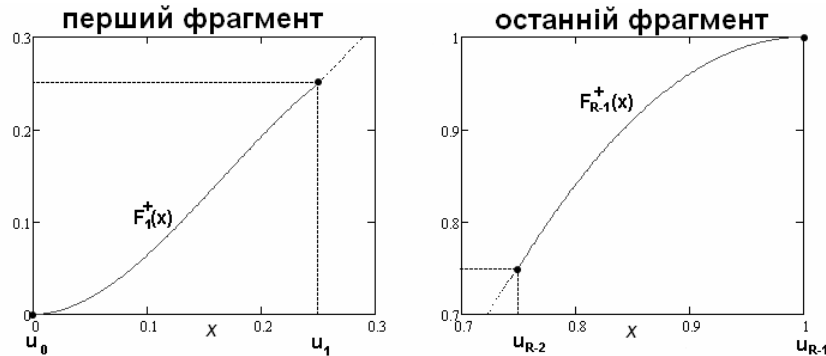 перший фрагмент
0.3
0.2
0.1
0
F₁⁺(x)
0 0.1 0.2 0.3
u₀ x u₁
останній фрагмент
1
0.9
0.8
0.7
F⁺R-1(x)
0.7 0.8 0.9 1
uR-2 x uR-1